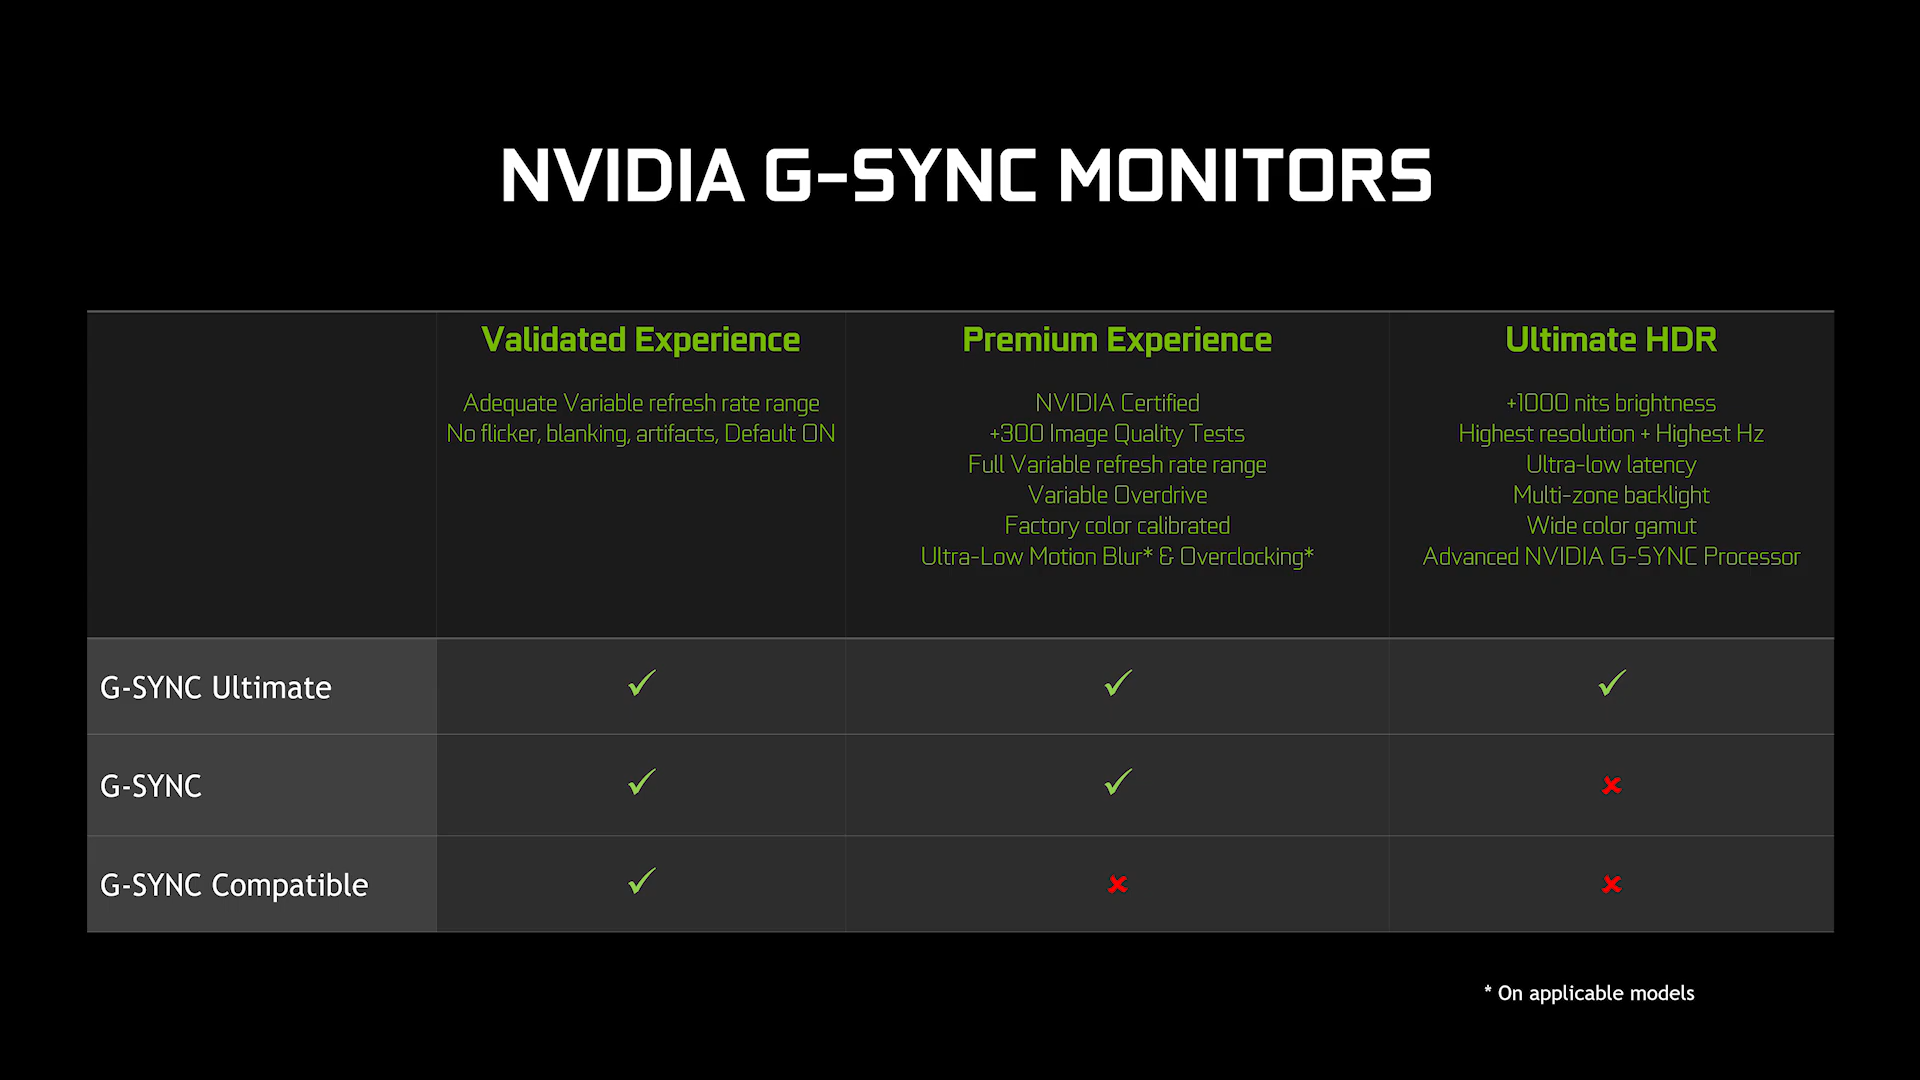 NVIDIA G-SYNC MONITORS
Validated Experience
Adequate Variable refresh rate range
No flicker, blanking, artifacts, Default ON
Premium Experience
NVIDIA Certified
+300 Image Quality Tests
Full Variable refresh rate range
Variable Overdrive
Factory color calibrated
Ultra-Low Motion Blur* & Overclocking*
Ultimate HDR
+1000 nits brightness
Highest resolution + Highest Hz
Ultra-low latency
Multi-zone backlight
Wide color gamut
Advanced NVIDIA G-SYNC Processor
G-SYNC Ultimate
G-SYNC
G-SYNC Compatible
* On applicable models